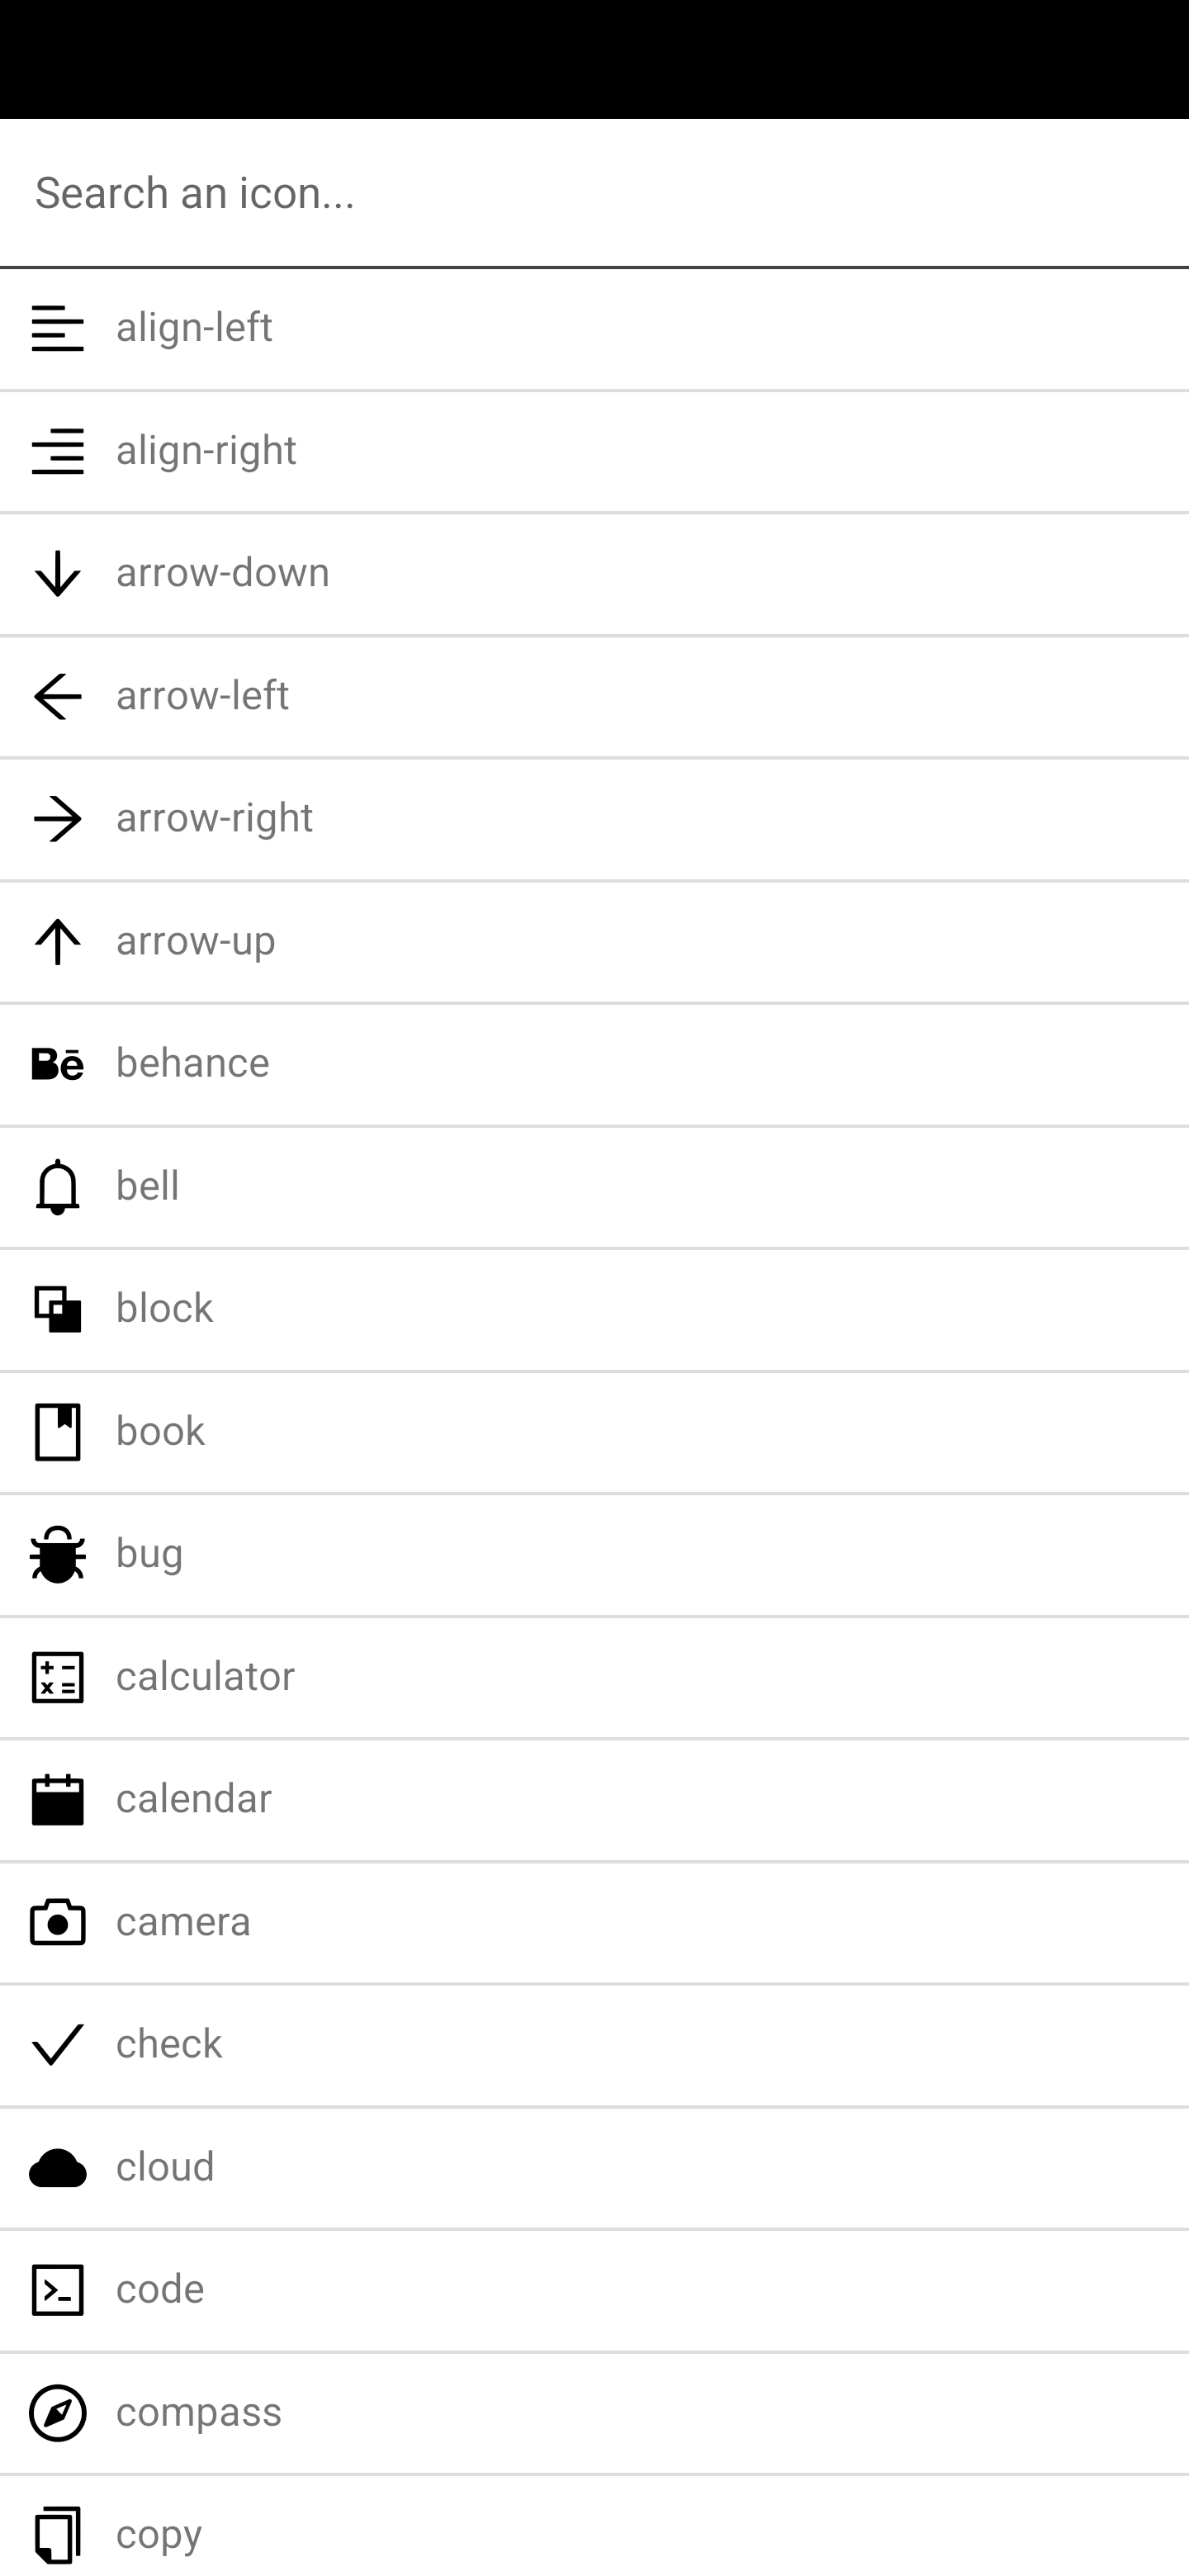 Search an icon...
align-left
align-right
arrow-down
arrow-left
arrow-right
arrow-up
Bē behance
bell
block
book
bug
calculator
calendar
camera
check
cloud
code
compass
copy